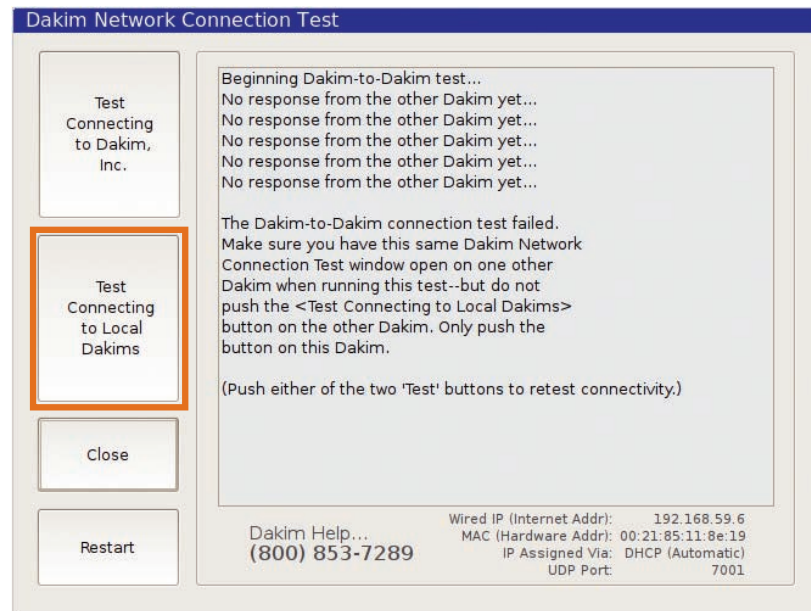 Dakim Network Connection Test
Test
Connecting
to Dakim,
Inc.
Test
Connecting
to Local
Dakims
Close
Restart
Beginning Dakim-to-Dakim test...
No response from the other Dakim yet...
No response from the other Dakim yet...
No response from the other Dakim yet...
No response from the other Dakim yet...
No response from the other Dakim yet...
The Dakim-to-Dakim connection test failed.
Make sure you have this same Dakim Network
Connection Test window open on one other
Dakim when running this test--but do not
push the <Test Connecting to Local Dakims>
button on the other Dakim. Only push the
button on this Dakim.
(Push either of the two 'Test' buttons to retest connectivity.)
Dakim Help...
(800) 853-7289
Wired IP (Internet Addr): 192.168.59.6
MAC (Hardware Addr): 00:21:85:11:8e:19
IP Assigned Via: DHCP (Automatic)
UDP Port: 7001